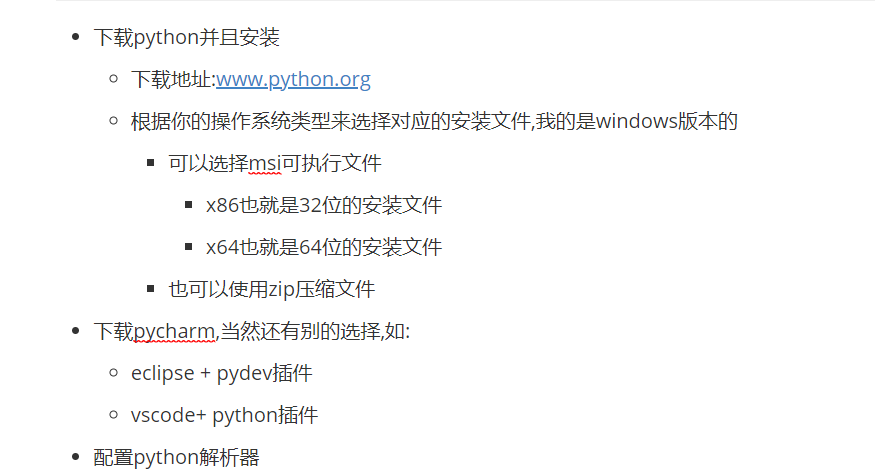 下载python并且安装
下载地址:www.python.org
根据你的操作系统类型来选择对应的安装文件,我的是windows版本的
可以选择msi可执行文件
x86也就是32位的安装文件
x64也就是64位的安装文件
也可以使用zip压缩文件
下载pycharm,当然还有别的选择,如:
eclipse + pydev插件
vscode+ python插件
配置python解析器